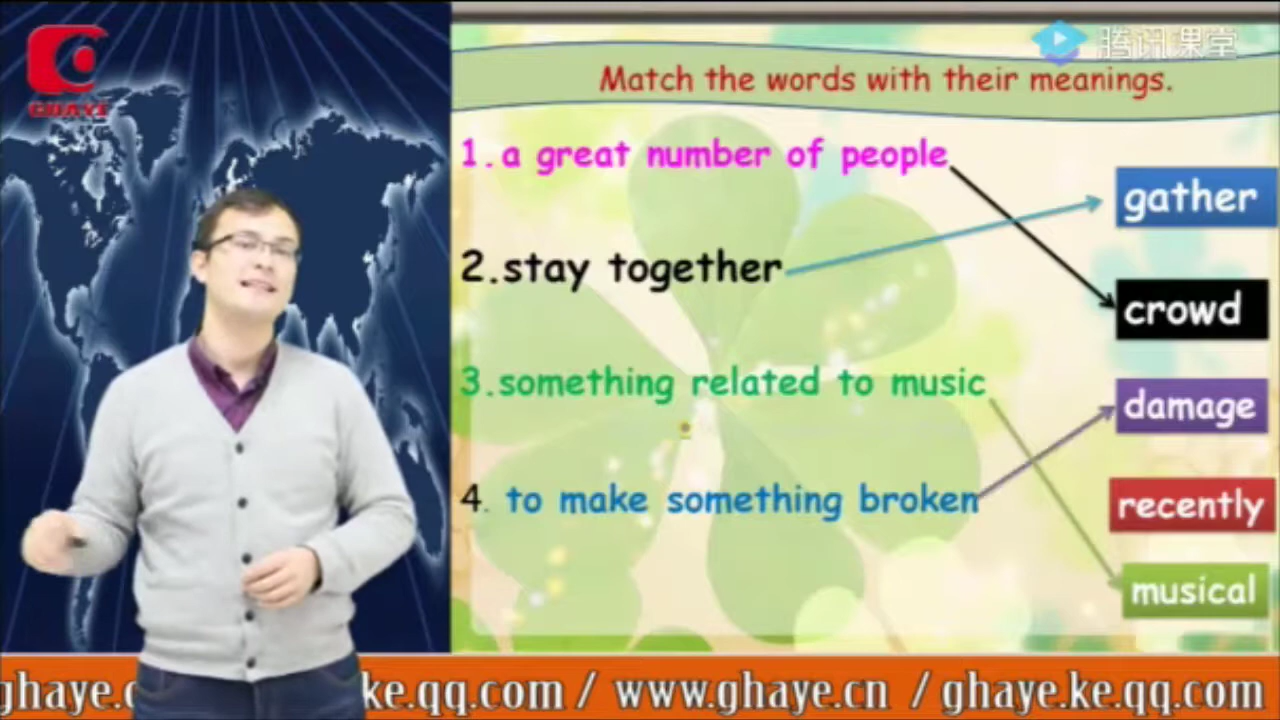 GHAYE
腾讯课堂
Match the words with their meanings.
1.a great number of people
gather
2.stay together
crowd
3.something related to music
damage
4. to make something broken
recently
musical
ghaye.c ke.qq.com / www.ghaye.cn / ghaye.ke.qq.com